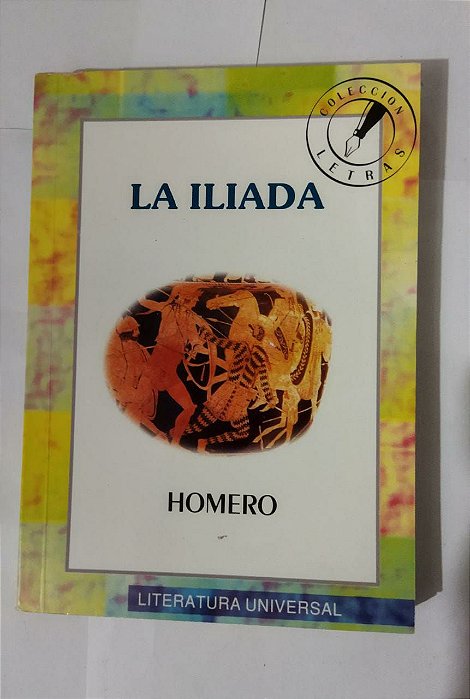 COLECCION
LETRAS
LA ILIADA
HOMERO
LITERATURA UNIVERSAL